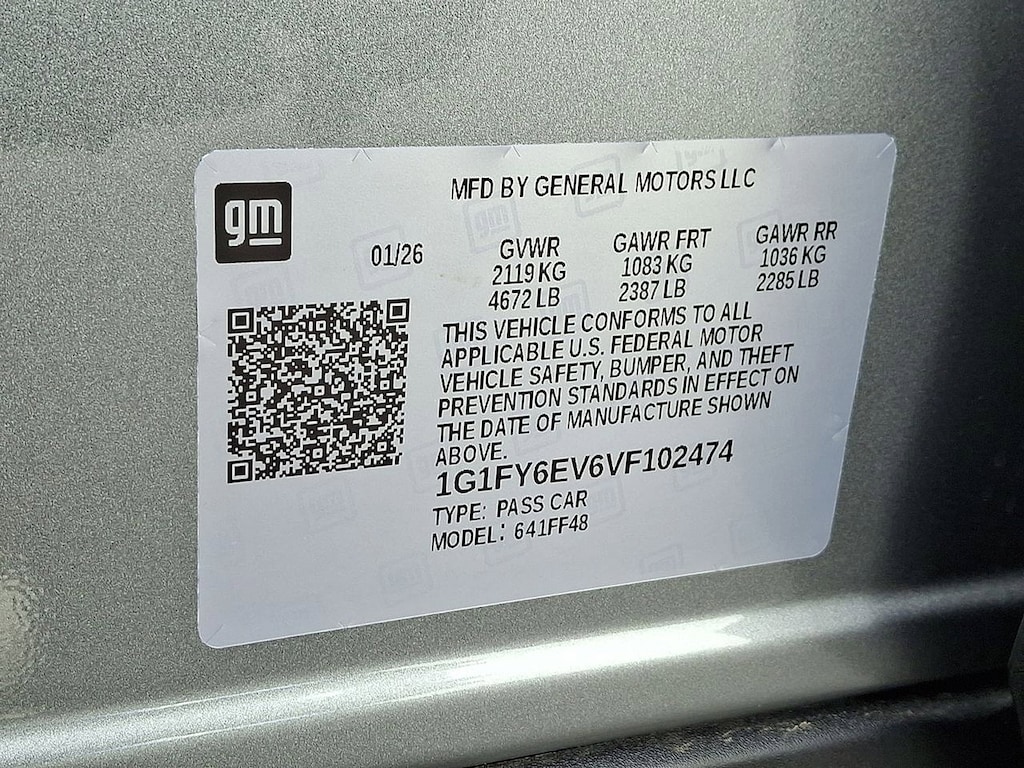 gm
MFD BY GENERAL MOTORS LLC
01/26
GVWR
2119 KG
4672 LB
GAWR FRT
1083 KG
2387 LB
GAWR RR
1036 KG
2285 LB
THIS VEHICLE CONFORMS TO ALL
APPLICABLE U.S. FEDERAL MOTOR
VEHICLE SAFETY, BUMPER, AND THEFT
PREVENTION STANDARDS IN EFFECT ON
THE DATE OF MANUFACTURE SHOWN
ABOVE.
1G1FY6EV6VF102474
TYPE: PASS CAR
MODEL: 641FF48